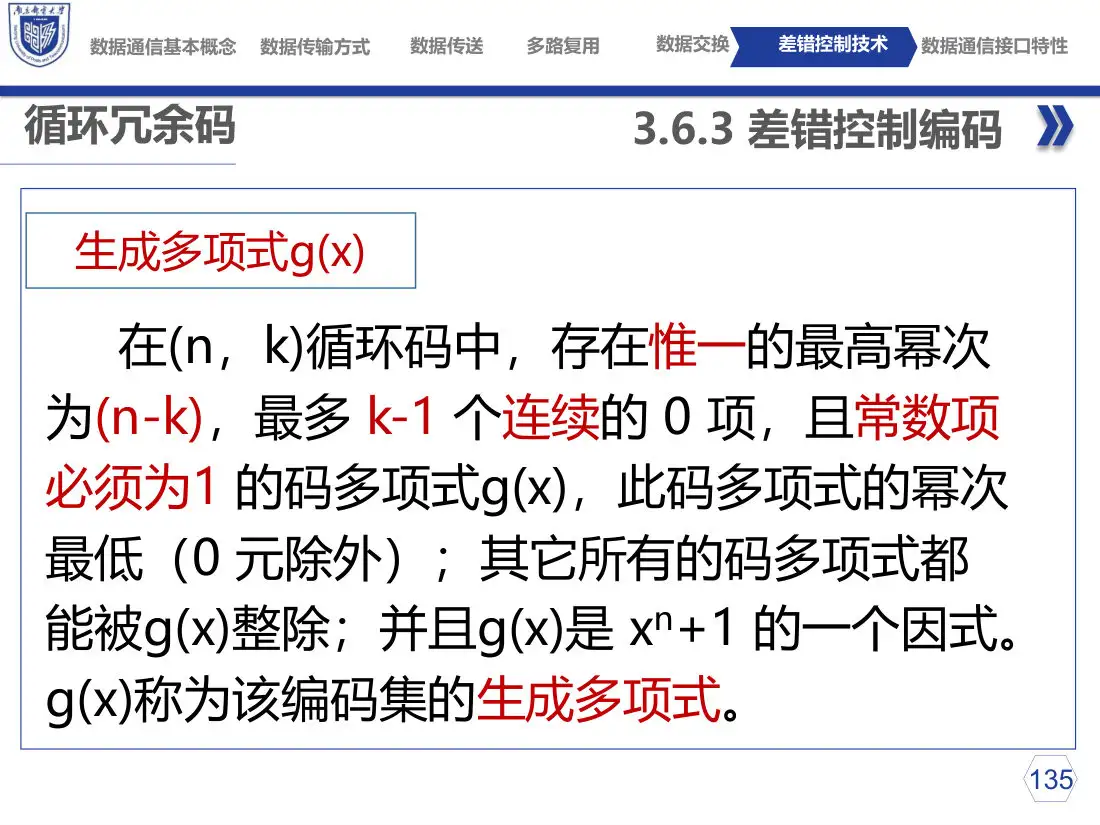 南京邮电大学
数据通信基本概念 数据传输方式 数据传送 多路复用 数据交换 差错控制技术 数据通信接口特性
循环冗余码
3.6.3 差错控制编码
生成多项式g(x)
在(n，k)循环码中，存在惟一的最高幂次
为(n-k)，最多 k-1 个连续的 0 项，且常数项
必须为1 的码多项式g(x)，此码多项式的幂次
最低（0 元除外）；其它所有的码多项式都
能被g(x)整除；并且g(x)是 xⁿ+1 的一个因式。
g(x)称为该编码集的生成多项式。
135